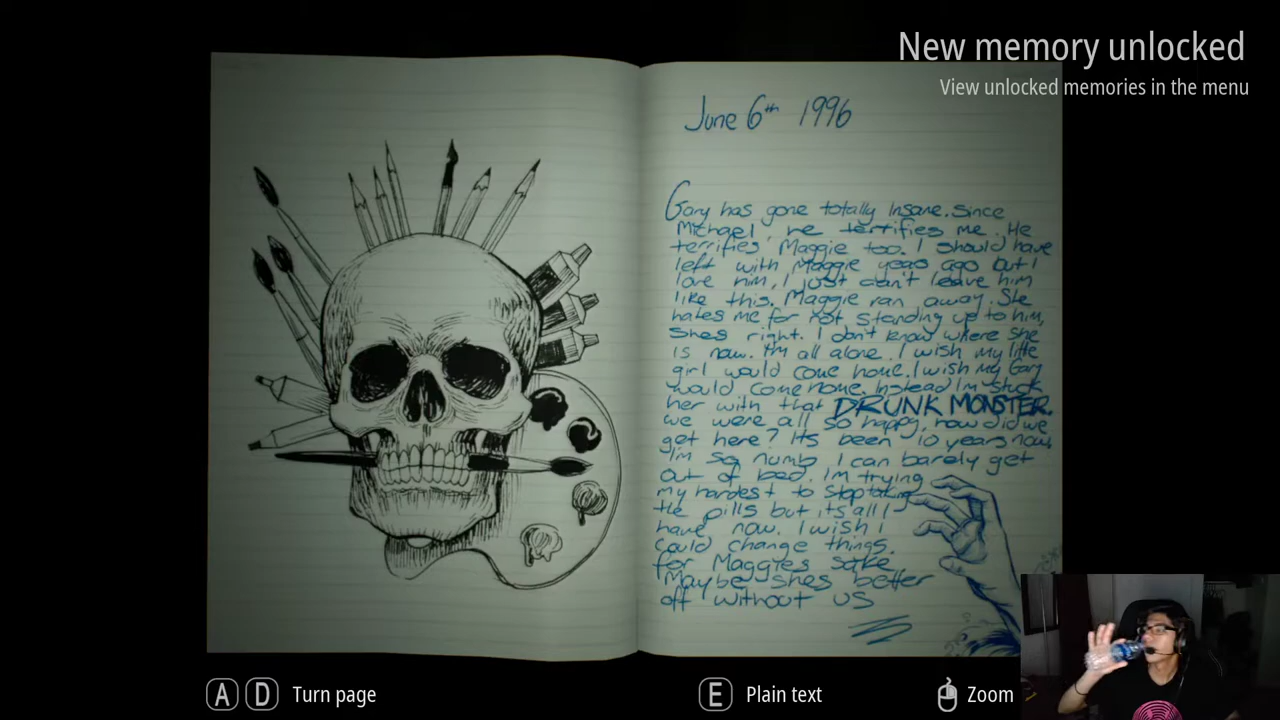 New memory unlocked
View unlocked memories in the menu
June 6th 1996
Gary has gone totally insane. Since
Michael, he terrifies me. He
terrifies Maggie too. I should have
left with Maggie years ago but I
love him, I just can't leave him
like this. Maggie ran away. She
hates me for not standing up to him,
Shes right. I don't know where she
is now. I'm all alone. I wish my little
girl would come home. I wish my Gary
would come home. Instead I'm stuck
her with that DRUNK MONSTER.
we were all so happy, how did we
get here? It's been 10 years now.
I'm so numb I can barely get
out of bed. I'm trying
my hardest to stop taking
the pills but its all I
have now. I wish I
could change things.
for Maggies sake
Maybe shes better
off without us
A D Turn page
E Plain text
Zoom